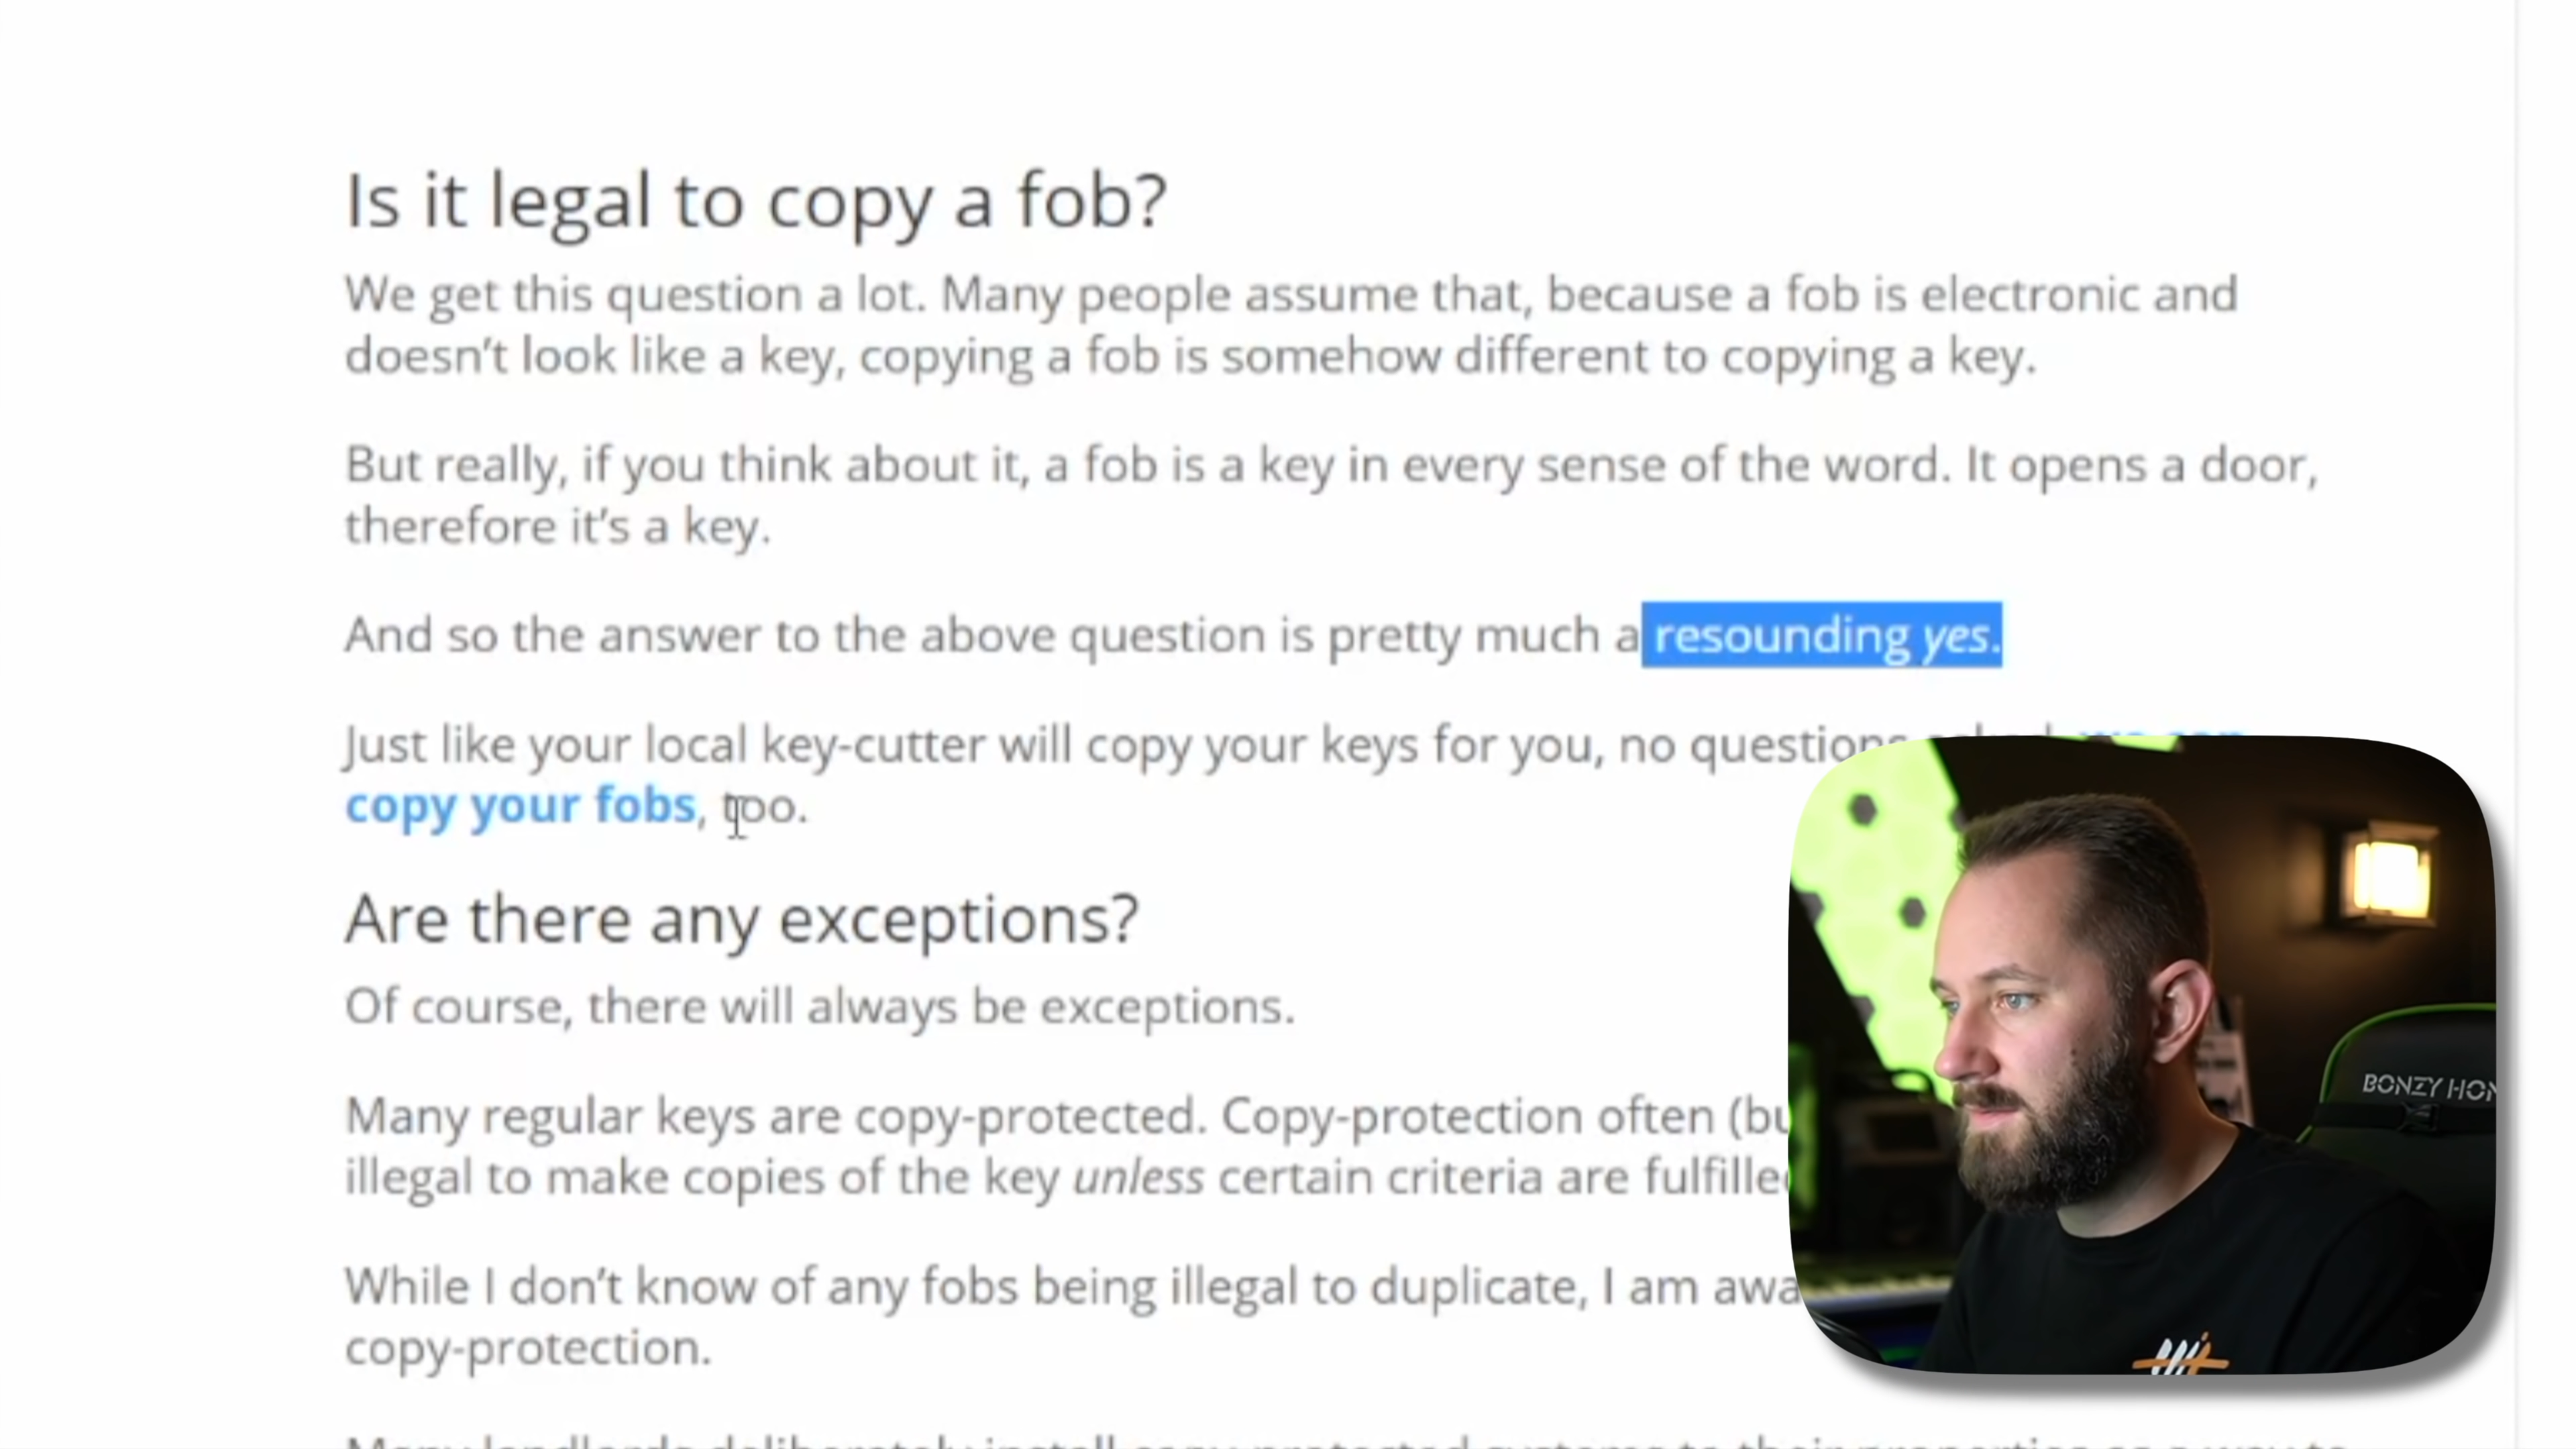 Is it legal to copy a fob?
We get this question a lot. Many people assume that, because a fob is electronic and
doesn't look like a key, copying a fob is somehow different to copying a key.
But really, if you think about it, a fob is a key in every sense of the word. It opens a door,
therefore it's a key.
And so the answer to the above question is pretty much a resounding yes.
Just like your local key-cutter will copy your keys for you, no questions
copy your fobs, too.
Are there any exceptions?
Of course, there will always be exceptions.
Many regular keys are copy-protected. Copy-protection often
illegal to make copies of the key unless certain criteria are
While I don't know of any fobs being illegal to duplicate, I am
copy-protection.
BONZY